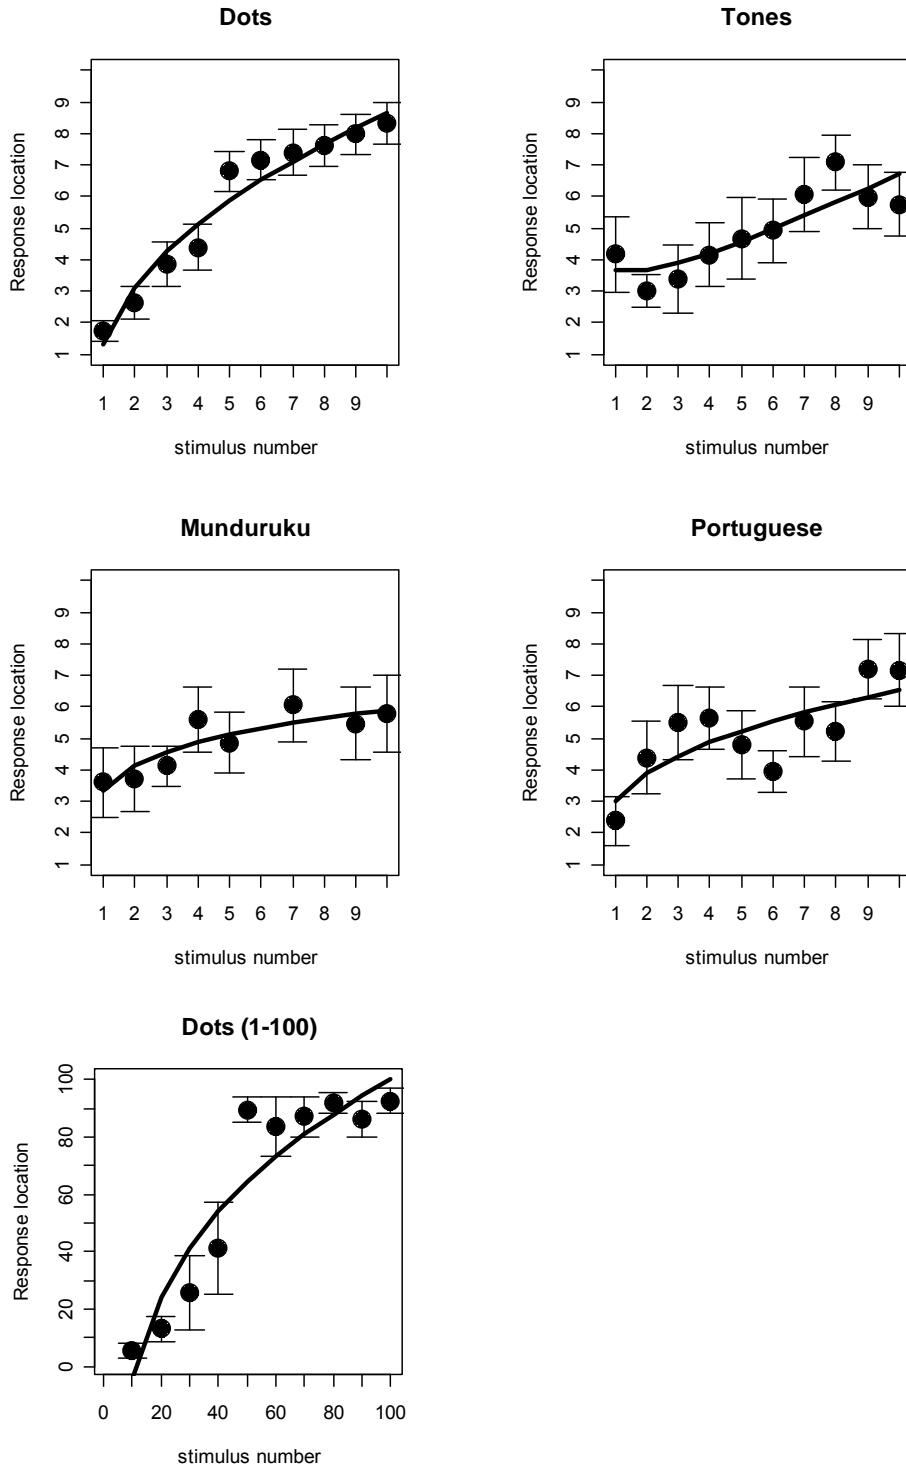 Dots
Response location
9
8
7
6
5
4
3
2
1
1 2 3 4 5 6 7 8 9
stimulus number
Tones
Response location
9
8
7
6
5
4
3
2
1
1 2 3 4 5 6 7 8 9
stimulus number
Munduruku
Response location
9
8
7
6
5
4
3
2
1
1 2 3 4 5 7 9
stimulus number
Portuguese
Response location
9
8
7
6
5
4
3
2
1
1 2 3 4 5 6 7 8 9
stimulus number
Dots (1-100)
Response location
100
80
60
40
20
0
0 20 40 60 80 100
stimulus number